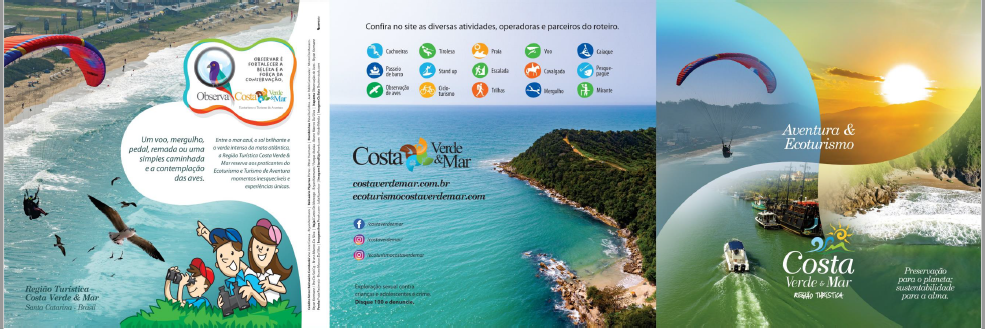 OBSERVAR É
FORTALECER A
BELEZA E A
FORÇA DA
CONSERVAÇÃO.
Observa Costa Verde & Mar
Um voo, mergulho,
pedal, remada ou uma
simples caminhada
e a contemplação
das aves.
Entre o mar azul, o sol brilhante e
o verde intenso da mata atlântica,
a Região Turística Costa Verde &
Mar reserva aos praticantes do
Ecoturismo e Turismo de Aventura
momentos inesquecíveis e
experiências únicas.
Região Turística -
Costa Verde & Mar
Santa Catarina - Brasil
Confira no site as diversas atividades, operadoras e parceiros do roteiro.
Cachoeiras
Tirolesa
Praia
Voo
Caiaque
Passeio
de barco
Stand up
Escalada
Cavalgada
Pesque-
pague
Observação
de aves
Ciclo-
turismo
Trilhas
Mergulho
Mirante
Costa Verde & Mar
costaverdemar.com.br
ecoturismocostaverdemar.com
/costaverdemar
/costaverdemar
/ecoturismocostaverdemar
Exploração sexual contra
crianças e adolescentes é crime.
Disque 100 e denuncie.
Aventura &
Ecoturismo
Costa
Verde & Mar
REGIÃO TURÍSTICA
Preservação
para o planeta;
sustentabilidade
para a alma.